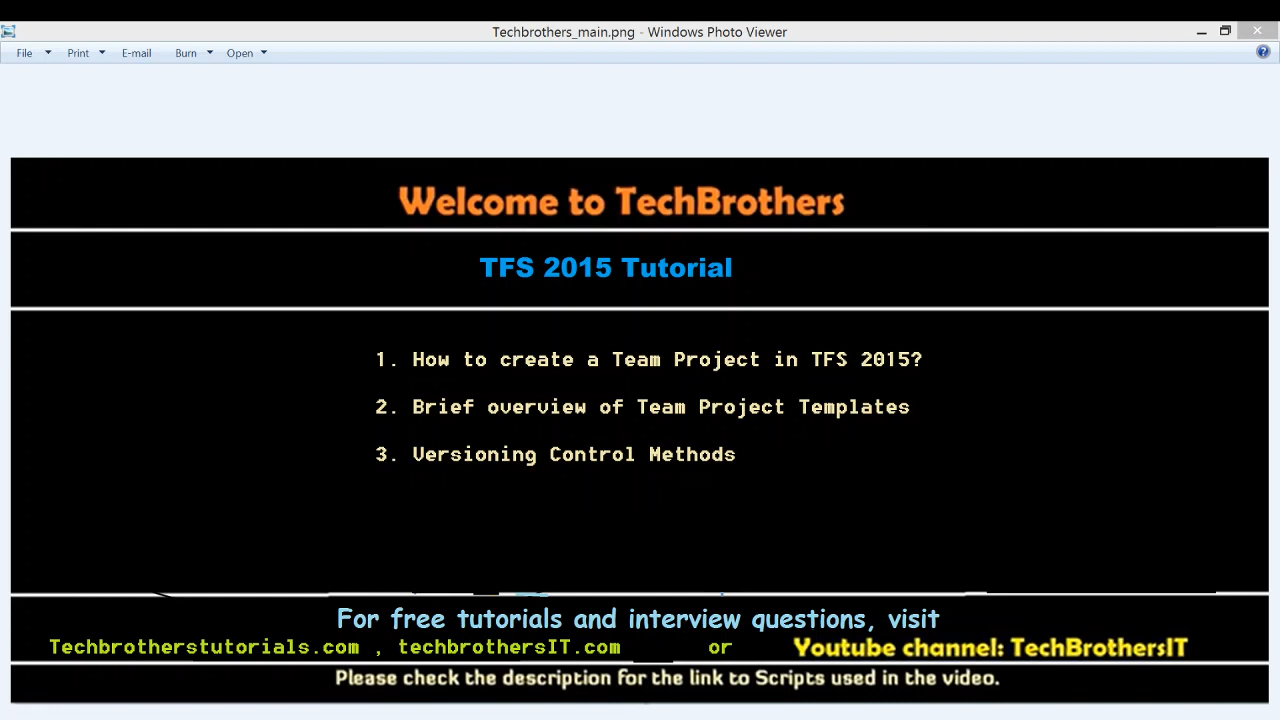 Techbrothers_main.png - Windows Photo Viewer
File Print E-mail Burn Open
Welcome to TechBrothers
TFS 2015 Tutorial
1. How to create a Team Project in TFS 2015?
2. Brief overview of Team Project Templates
3. Versioning Control Methods
For free tutorials and interview questions, visit
Techbrotherstutorials.com , techbrothersIT.com or Youtube channel: TechBrothersIT
Please check the description for the link to Scripts used in the video.